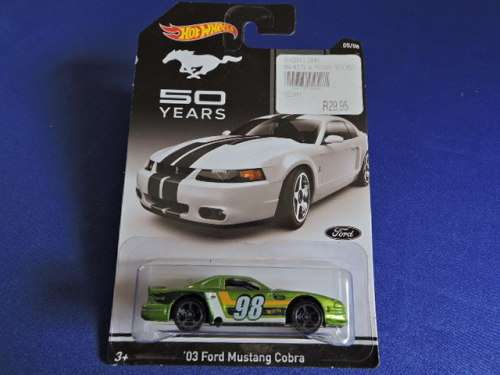 Hot Wheels
05/08
50
YEARS
R29.95
Ford
98
3+
'03 Ford Mustang Cobra